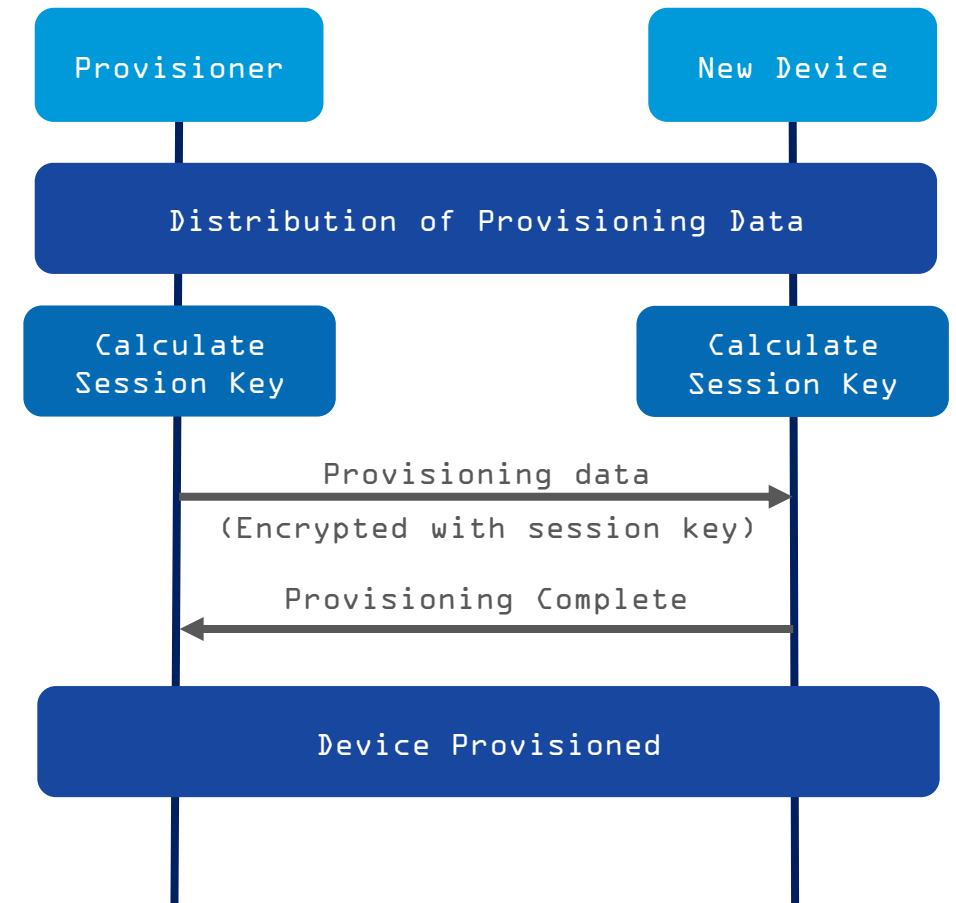 Provisioner
New Device
Distribution of Provisioning Data
Calculate
Session Key
Calculate
Session Key
Provisioning data
(Encrypted with session key)
Provisioning Complete
Device Provisioned